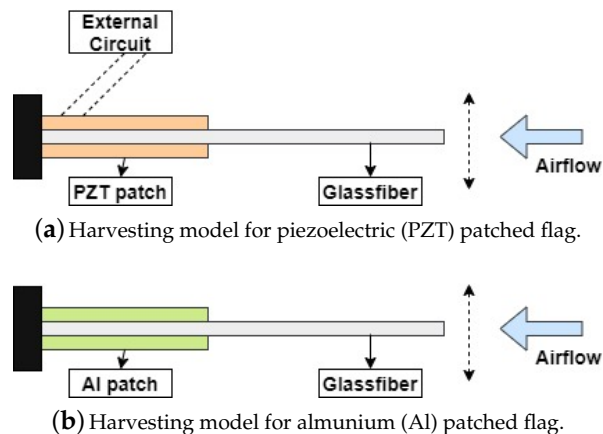 External
Circuit
PZT patch
Glassfiber
Airflow
(a) Harvesting model for piezoelectric (PZT) patched flag.
Al patch
Glassfiber
Airflow
(b) Harvesting model for almunium (Al) patched flag.